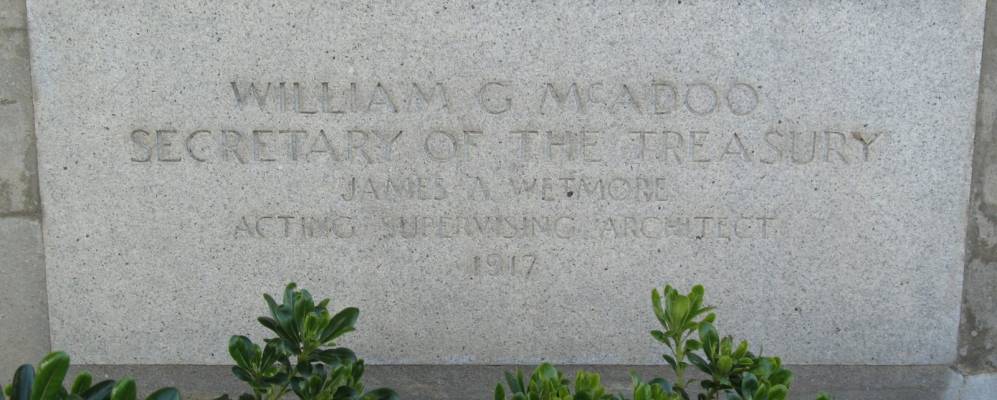 WILLIAM G McADOO
SECRETARY OF THE TREASURY
JAMES A WETMORE
ACTING SUPERVISING ARCHITECT
1917